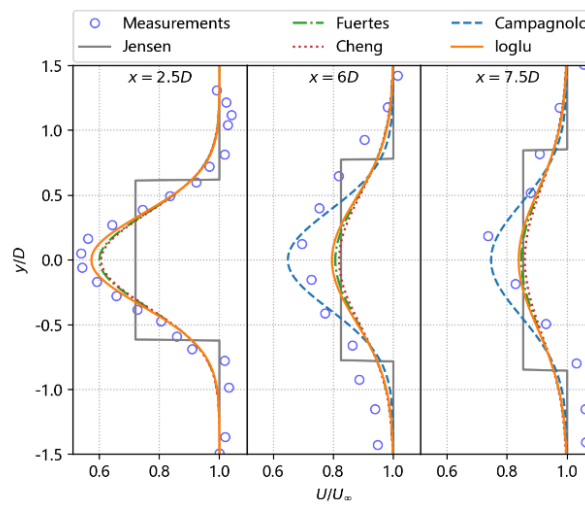 Measurements Fuertes Campagnolo
Jensen Cheng Ioglu
x = 2.5D x = 6D x = 7.5D
1.5
1.0
0.5
0.0
-0.5
-1.0
-1.5
y/D
0.6 0.8 1.0 0.6 0.8 1.0 0.6 0.8 1.0
U/U∞